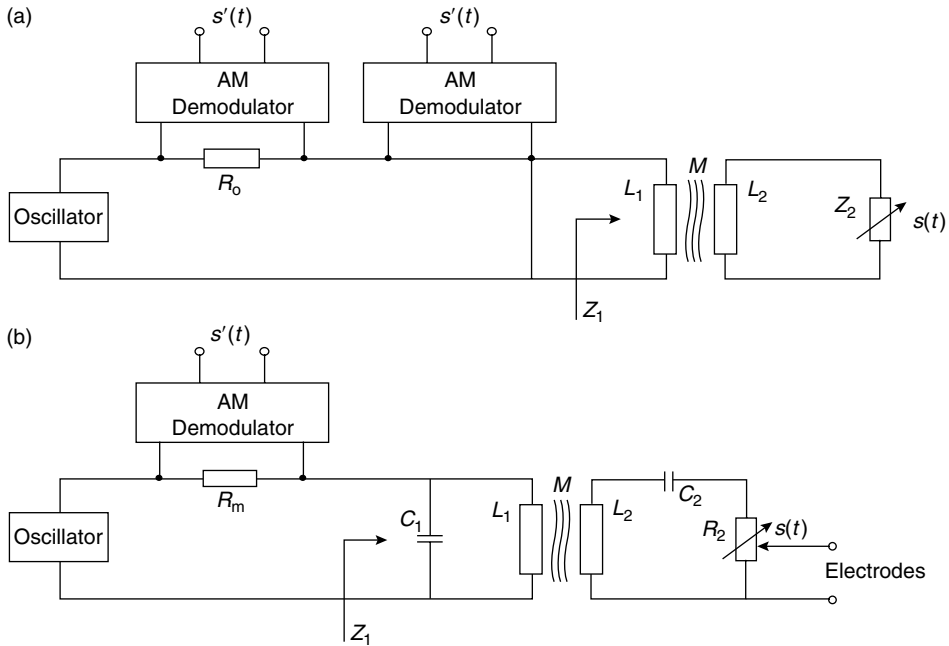 (a)
s′(t)
s′(t)
AM
Demodulator
AM
Demodulator
R₀
Oscillator
L₁
M
L₂
Z₂
s(t)
Z₁
(b)
s′(t)
AM
Demodulator
Rₘ
Oscillator
C₁
L₁
M
L₂
C₂
R₂
s(t)
Electrodes
Z₁